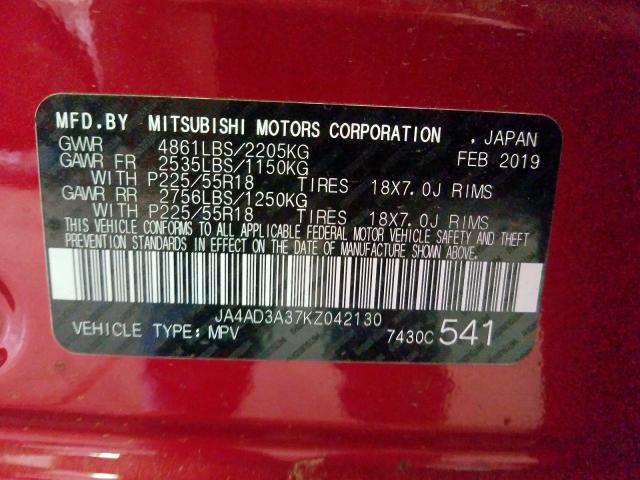 MFD.BY MITSUBISHI MOTORS CORPORATION , JAPAN
GVWR 4861LBS/2205KG FEB 2019
GAWR FR 2535LBS/1150KG
WITH P225/55R18 TIRES 18X7.0J RIMS
GAWR RR 2756LBS/1250KG
WITH P225/55R18 TIRES 18X7.0J RIMS
THIS VEHICLE CONFORMS TO ALL APPLICABLE FEDERAL MOTOR VEHICLE SAFETY AND THEFT
PREVENTION STANDARDS IN EFFECT ON THE DATE OF MANUFACTURE SHOWN ABOVE.
JA4AD3A37KZ042130
VEHICLE TYPE: MPV 7430C 541